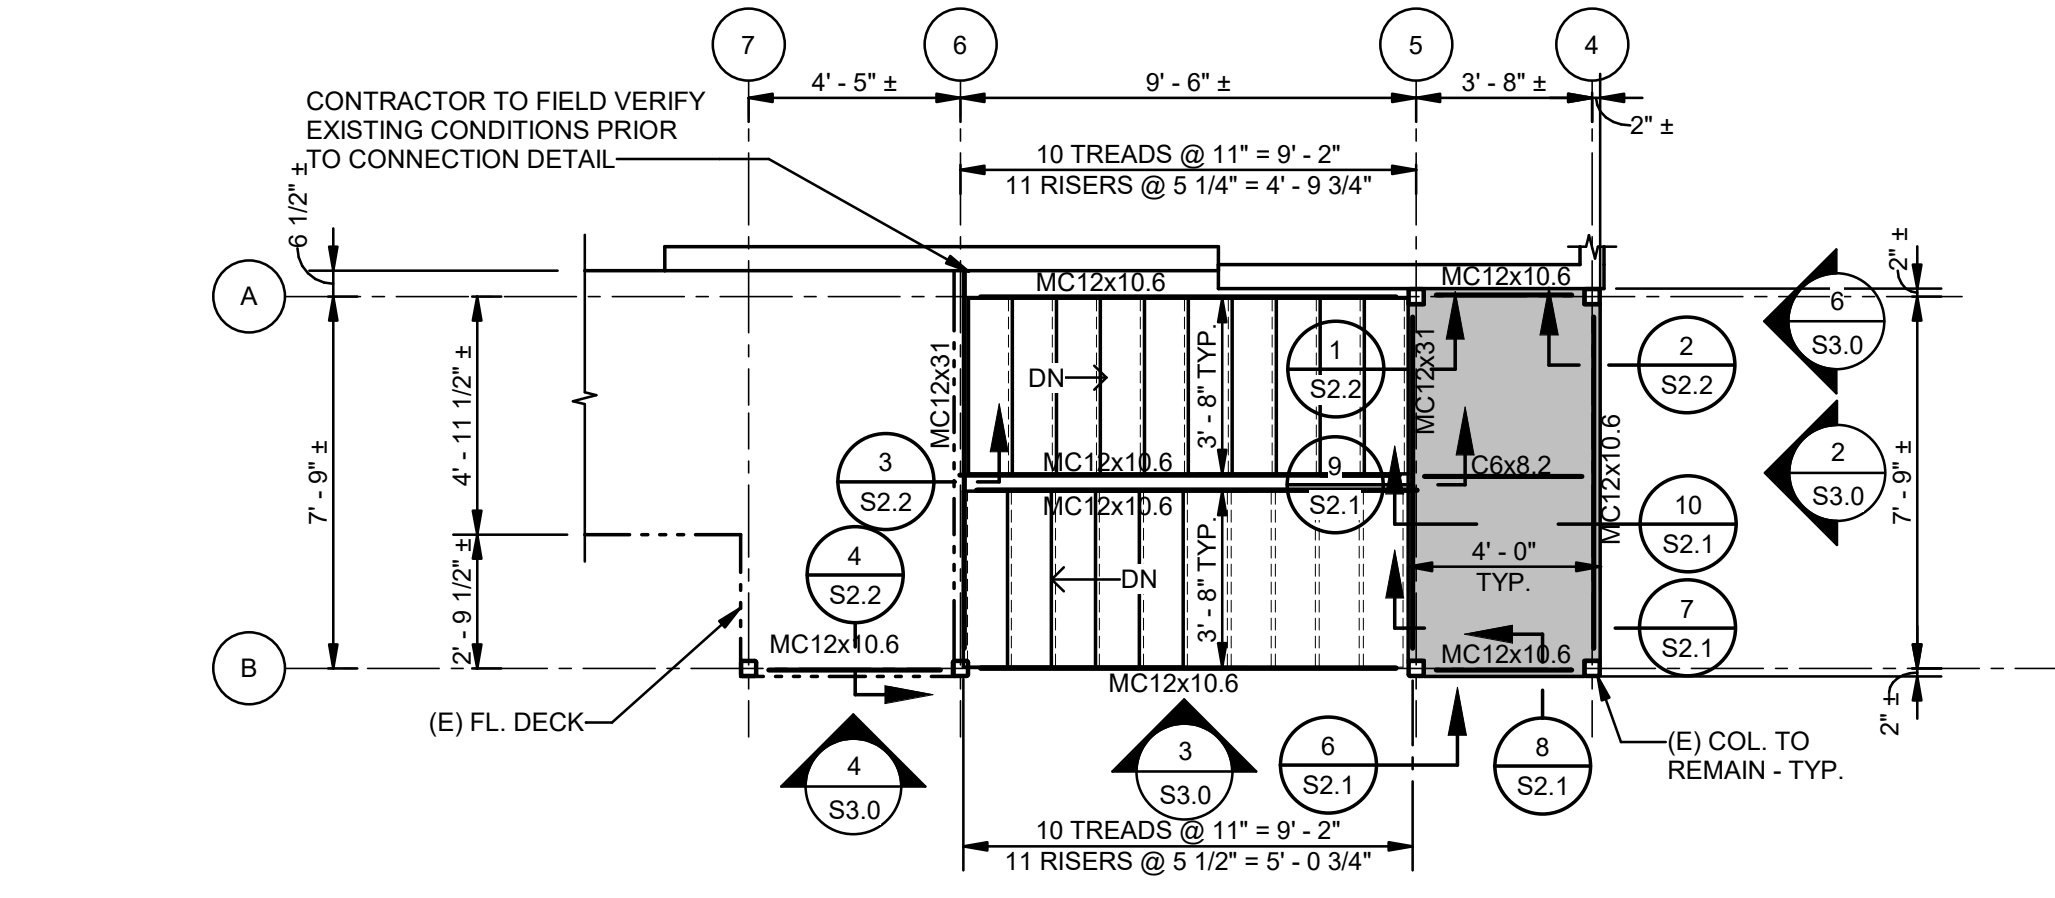 7
6
5
4
4' - 5" ±
9' - 6" ±
3' - 8" ±
2" ±
CONTRACTOR TO FIELD VERIFY
EXISTING CONDITIONS PRIOR
TO CONNECTION DETAIL
10 TREADS @ 11" = 9' - 2"
11 RISERS @ 5 1/4" = 4' - 9 3/4"
6 1/2" ±
A
MC12x10.6
MC12x10.6
2" ±
6
S3.0
1
S2.2
2
S2.2
DN
3' - 8" TYP.
MC12x31
MC12x31
4' - 11 1/2" ±
7' - 9" ±
MC12x10.6
MC12x10.6
3
S2.2
9
S2.1
C6x8.2
MC12x10.6
2
S3.0
7' - 9" ±
10
S2.1
4
S2.2
DN
3' - 8" TYP.
4' - 0"
TYP.
2' - 9 1/2" ±
7
S2.1
B
MC12x10.6
MC12x10.6
MC12x10.6
2" ±
(E) FL. DECK
4
S3.0
3
S3.0
6
S2.1
8
S2.1
(E) COL. TO
REMAIN - TYP.
10 TREADS @ 11" = 9' - 2"
11 RISERS @ 5 1/2" = 5' - 0 3/4"